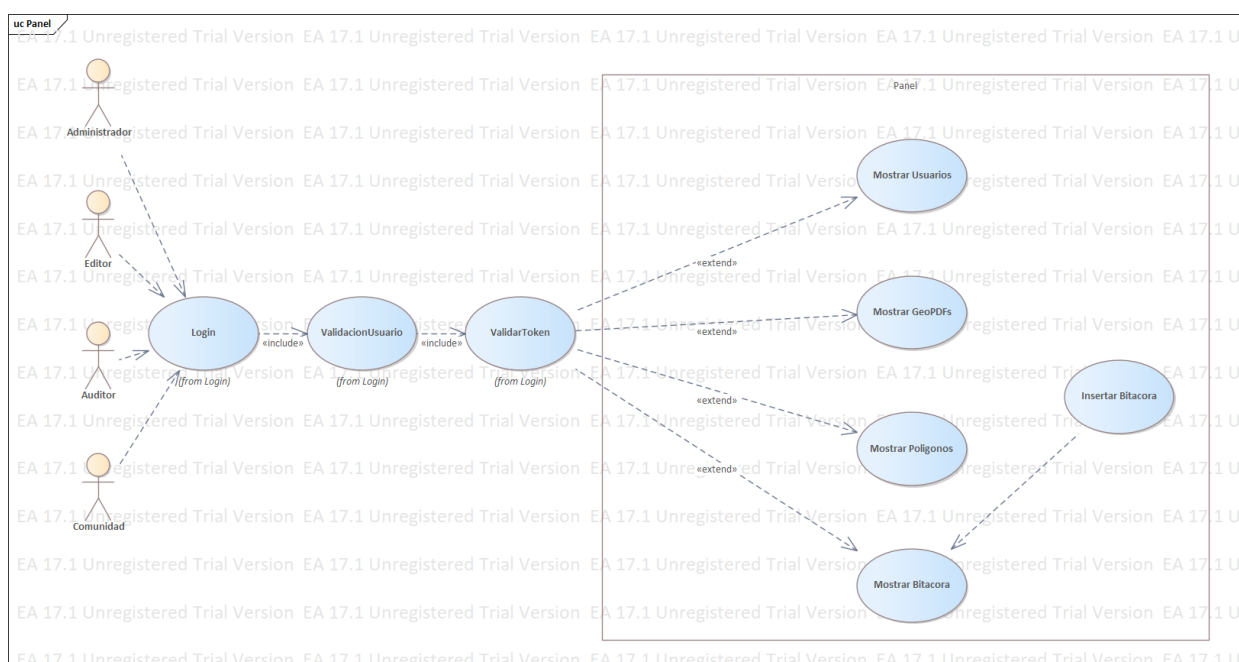 uc Panel
EA 17.1 Unregistered Trial Version
Panel
Administrador
Mostrar Usuarios
Editor
«extend»
Login
«include»
ValidacionUsuario
«include»
ValidarToken
(from Login)
(from Login)
(from Login)
Mostrar GeoPDFs
«extend»
Auditor
«extend»
Insertar Bitacora
Mostrar Poligonos
«extend»
Comunidad
Mostrar Bitacora